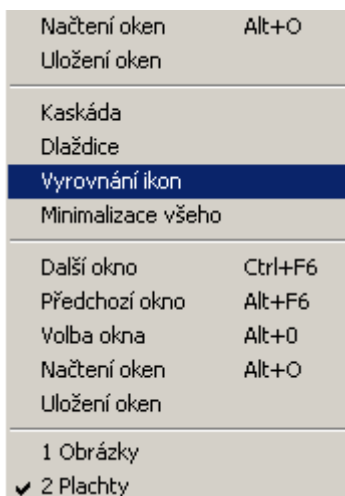 Načtení oken Alt+O
Uložení oken
Kaskáda
Dlaždice
Vyrovnání ikon
Minimalizace všeho
Další okno Ctrl+F6
Předchozí okno Alt+F6
Volba okna Alt+0
Načtení oken Alt+O
Uložení oken
1 Obrázky
✓ 2 Plachty